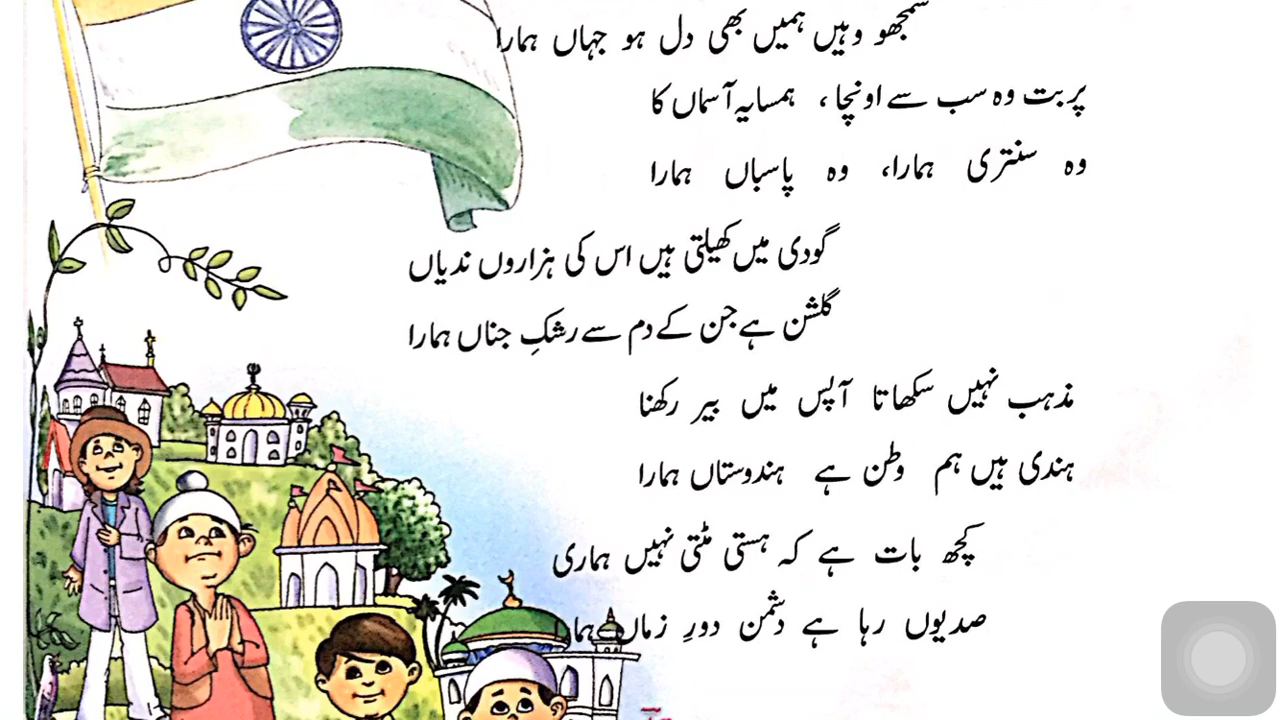 سمجھو وہیں ہمیں بھی دل ہو جہاں ہمارا
پربت وہ سب سے اونچا ، ہمسایہ آسماں کا
وہ سنتری ہمارا، وہ پاسباں ہمارا
گودی میں کھیلتی ہیں اس کی ہزاروں ندیاں
گلشن ہے جن کے دم سے رشکِ جناں ہمارا
مذہب نہیں سکھاتا آپس میں بیر رکھنا
ہندی ہیں ہم وطن ہے ہندوستاں ہمارا
کچھ بات ہے کہ ہستی مٹتی نہیں ہماری
صدیوں رہا ہے دشمن دورِ زماں